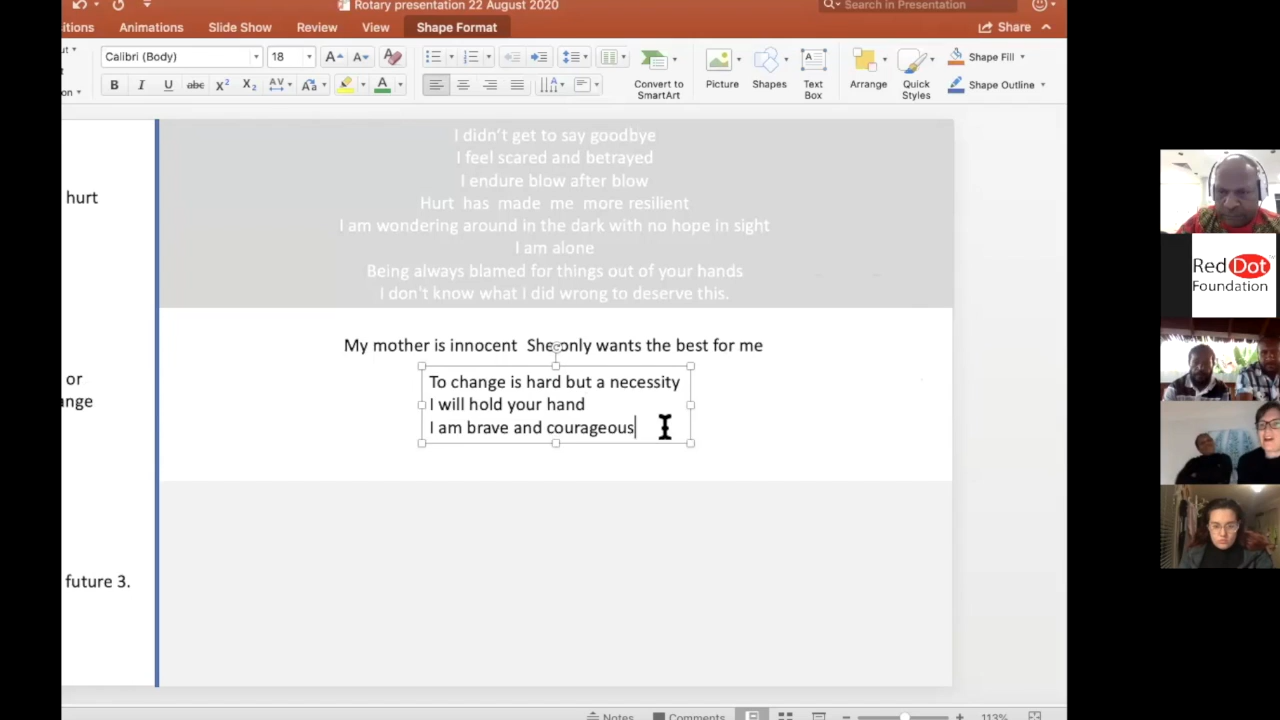 Rotary presentation 22 August 2020
Search in Presentation
Animations
Slide Show
Review
View
Shape Format
Share
Calibri (Body)
18
Convert to
SmartArt
Picture
Shapes
Text
Box
Arrange
Quick
Styles
Shape Fill
Shape Outline
I didn't get to say goodbye
I feel scared and betrayed
I endure blow after blow
Hurt has made me more resilient
I am wondering around in the dark with no hope in sight
I am alone
Being always blamed for things out of your hands
I don't know what I did wrong to deserve this.
My mother is innocent She only wants the best for me
To change is hard but a necessity
I will hold your hand
I am brave and courageous
hurt
or
future 3.
Red Dot
Foundation
Notes
Comments
113%